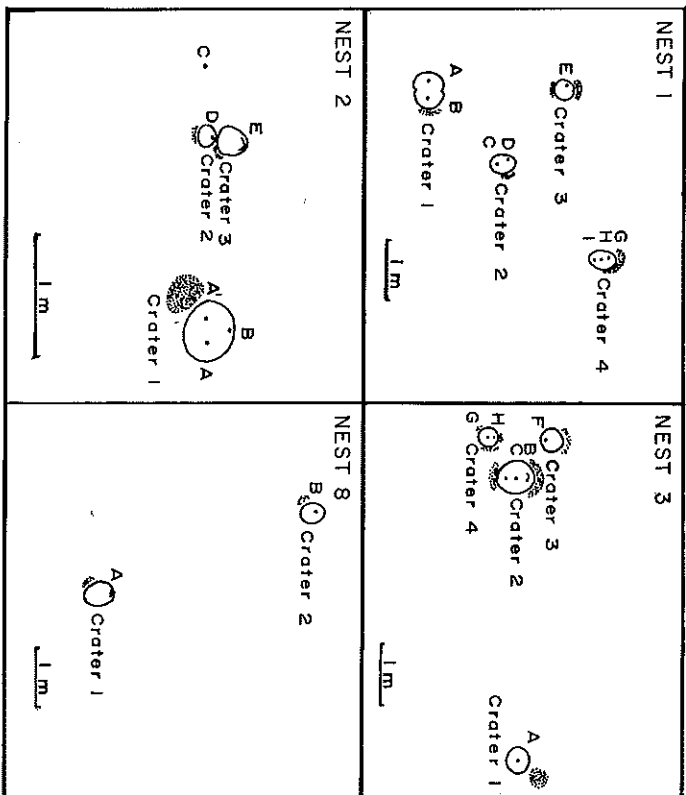 NEST 1
G
H
I
Crater 4
E
Crater 3
D
C
Crater 2
A B
Crater 1
1 m
NEST 3
F
Crater 3
B
C
Crater 2
H
G
Crater 4
A
Crater 1
1 m
NEST 2
E
Crater 3
D
Crater 2
C
B
A'
A
Crater 1
1 m
NEST 8
B
Crater 2
A
Crater 1
1 m